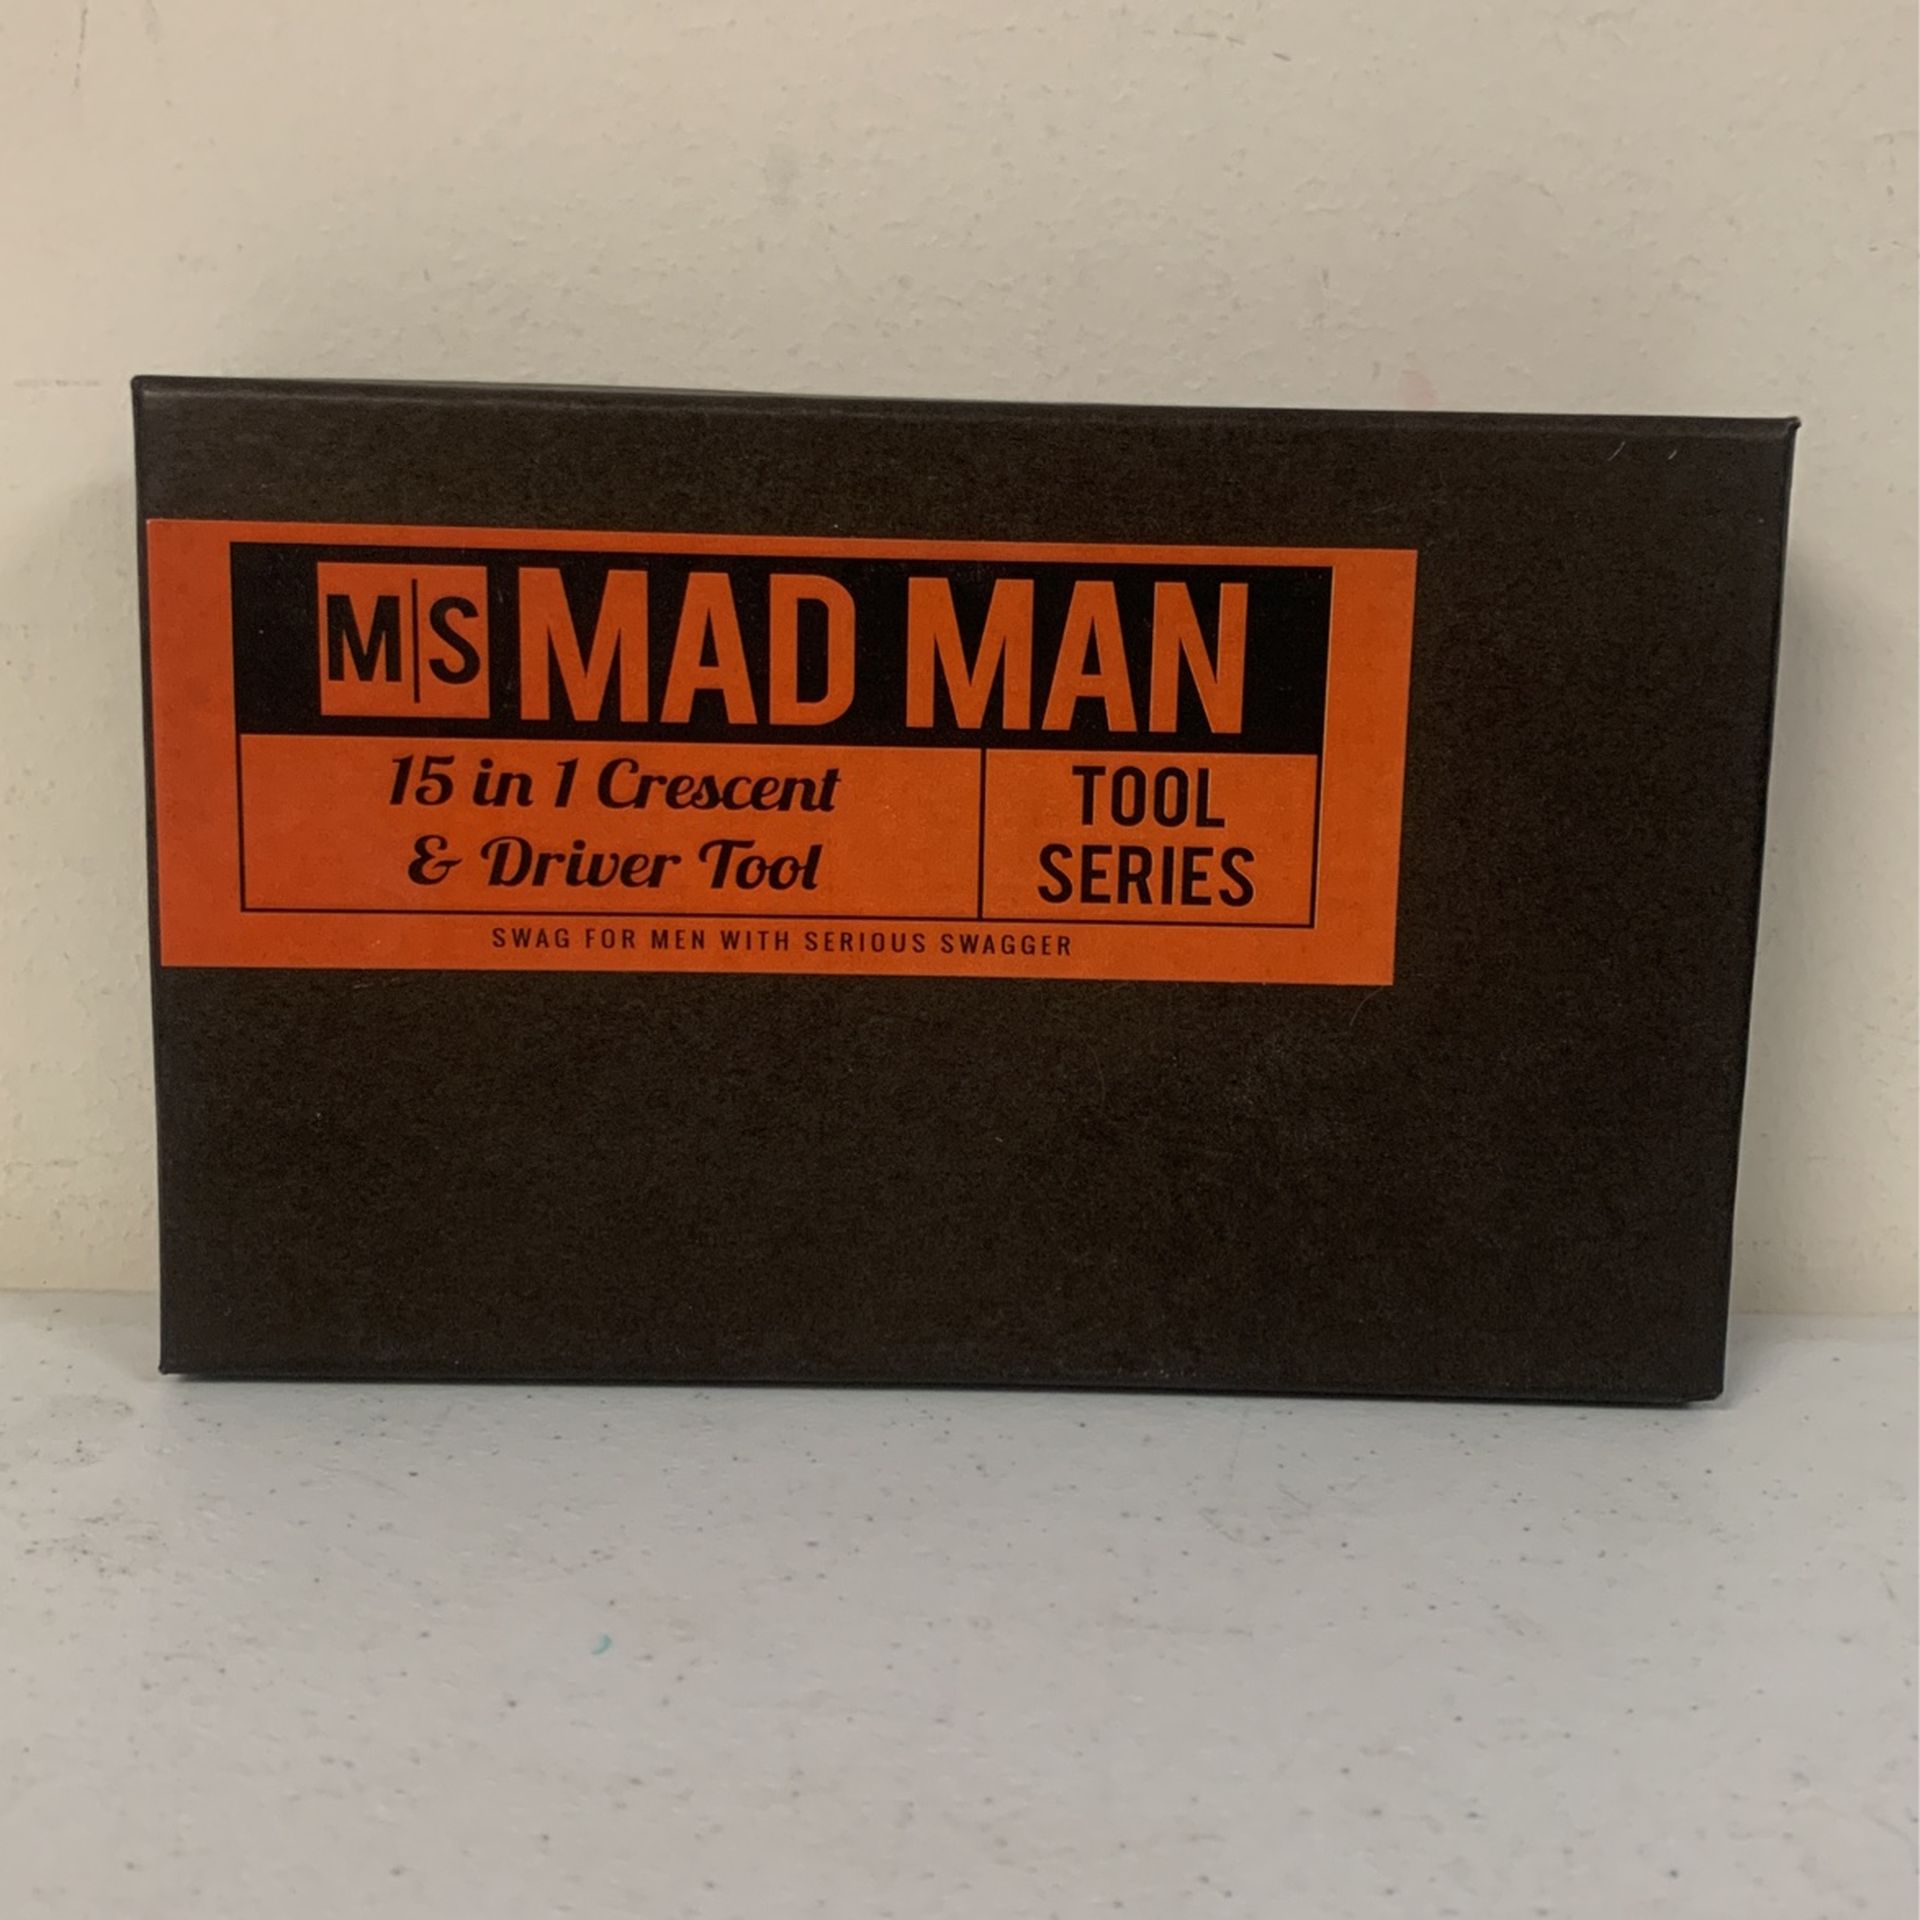 M|S MAD MAN
15 in 1 Crescent
& Driver Tool
TOOL
SERIES
SWAG FOR MEN WITH SERIOUS SWAGGER